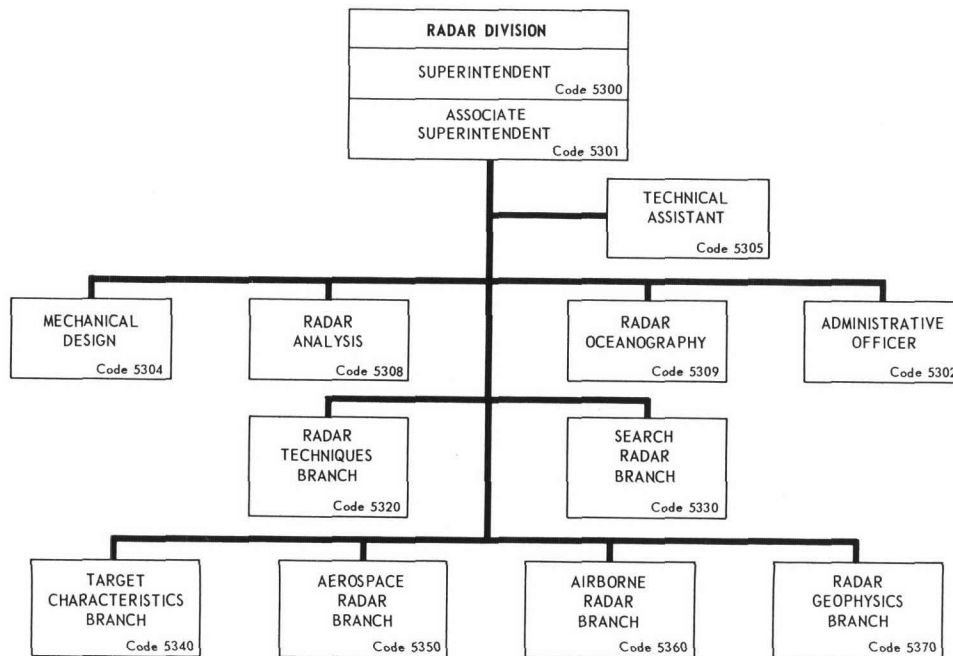 RADAR DIVISION
SUPERINTENDENT
Code 5300
ASSOCIATE
SUPERINTENDENT
Code 5301
TECHNICAL
ASSISTANT
Code 5305
MECHANICAL
DESIGN
Code 5304
RADAR
ANALYSIS
Code 5308
RADAR
OCEANOGRAPHY
Code 5309
ADMINISTRATIVE
OFFICER
Code 5302
RADAR
TECHNIQUES
BRANCH
Code 5320
SEARCH
RADAR
BRANCH
Code 5330
TARGET
CHARACTERISTICS
BRANCH
Code 5340
AEROSPACE
RADAR
BRANCH
Code 5350
AIRBORNE
RADAR
BRANCH
Code 5360
RADAR
GEOPHYSICS
BRANCH
Code 5370